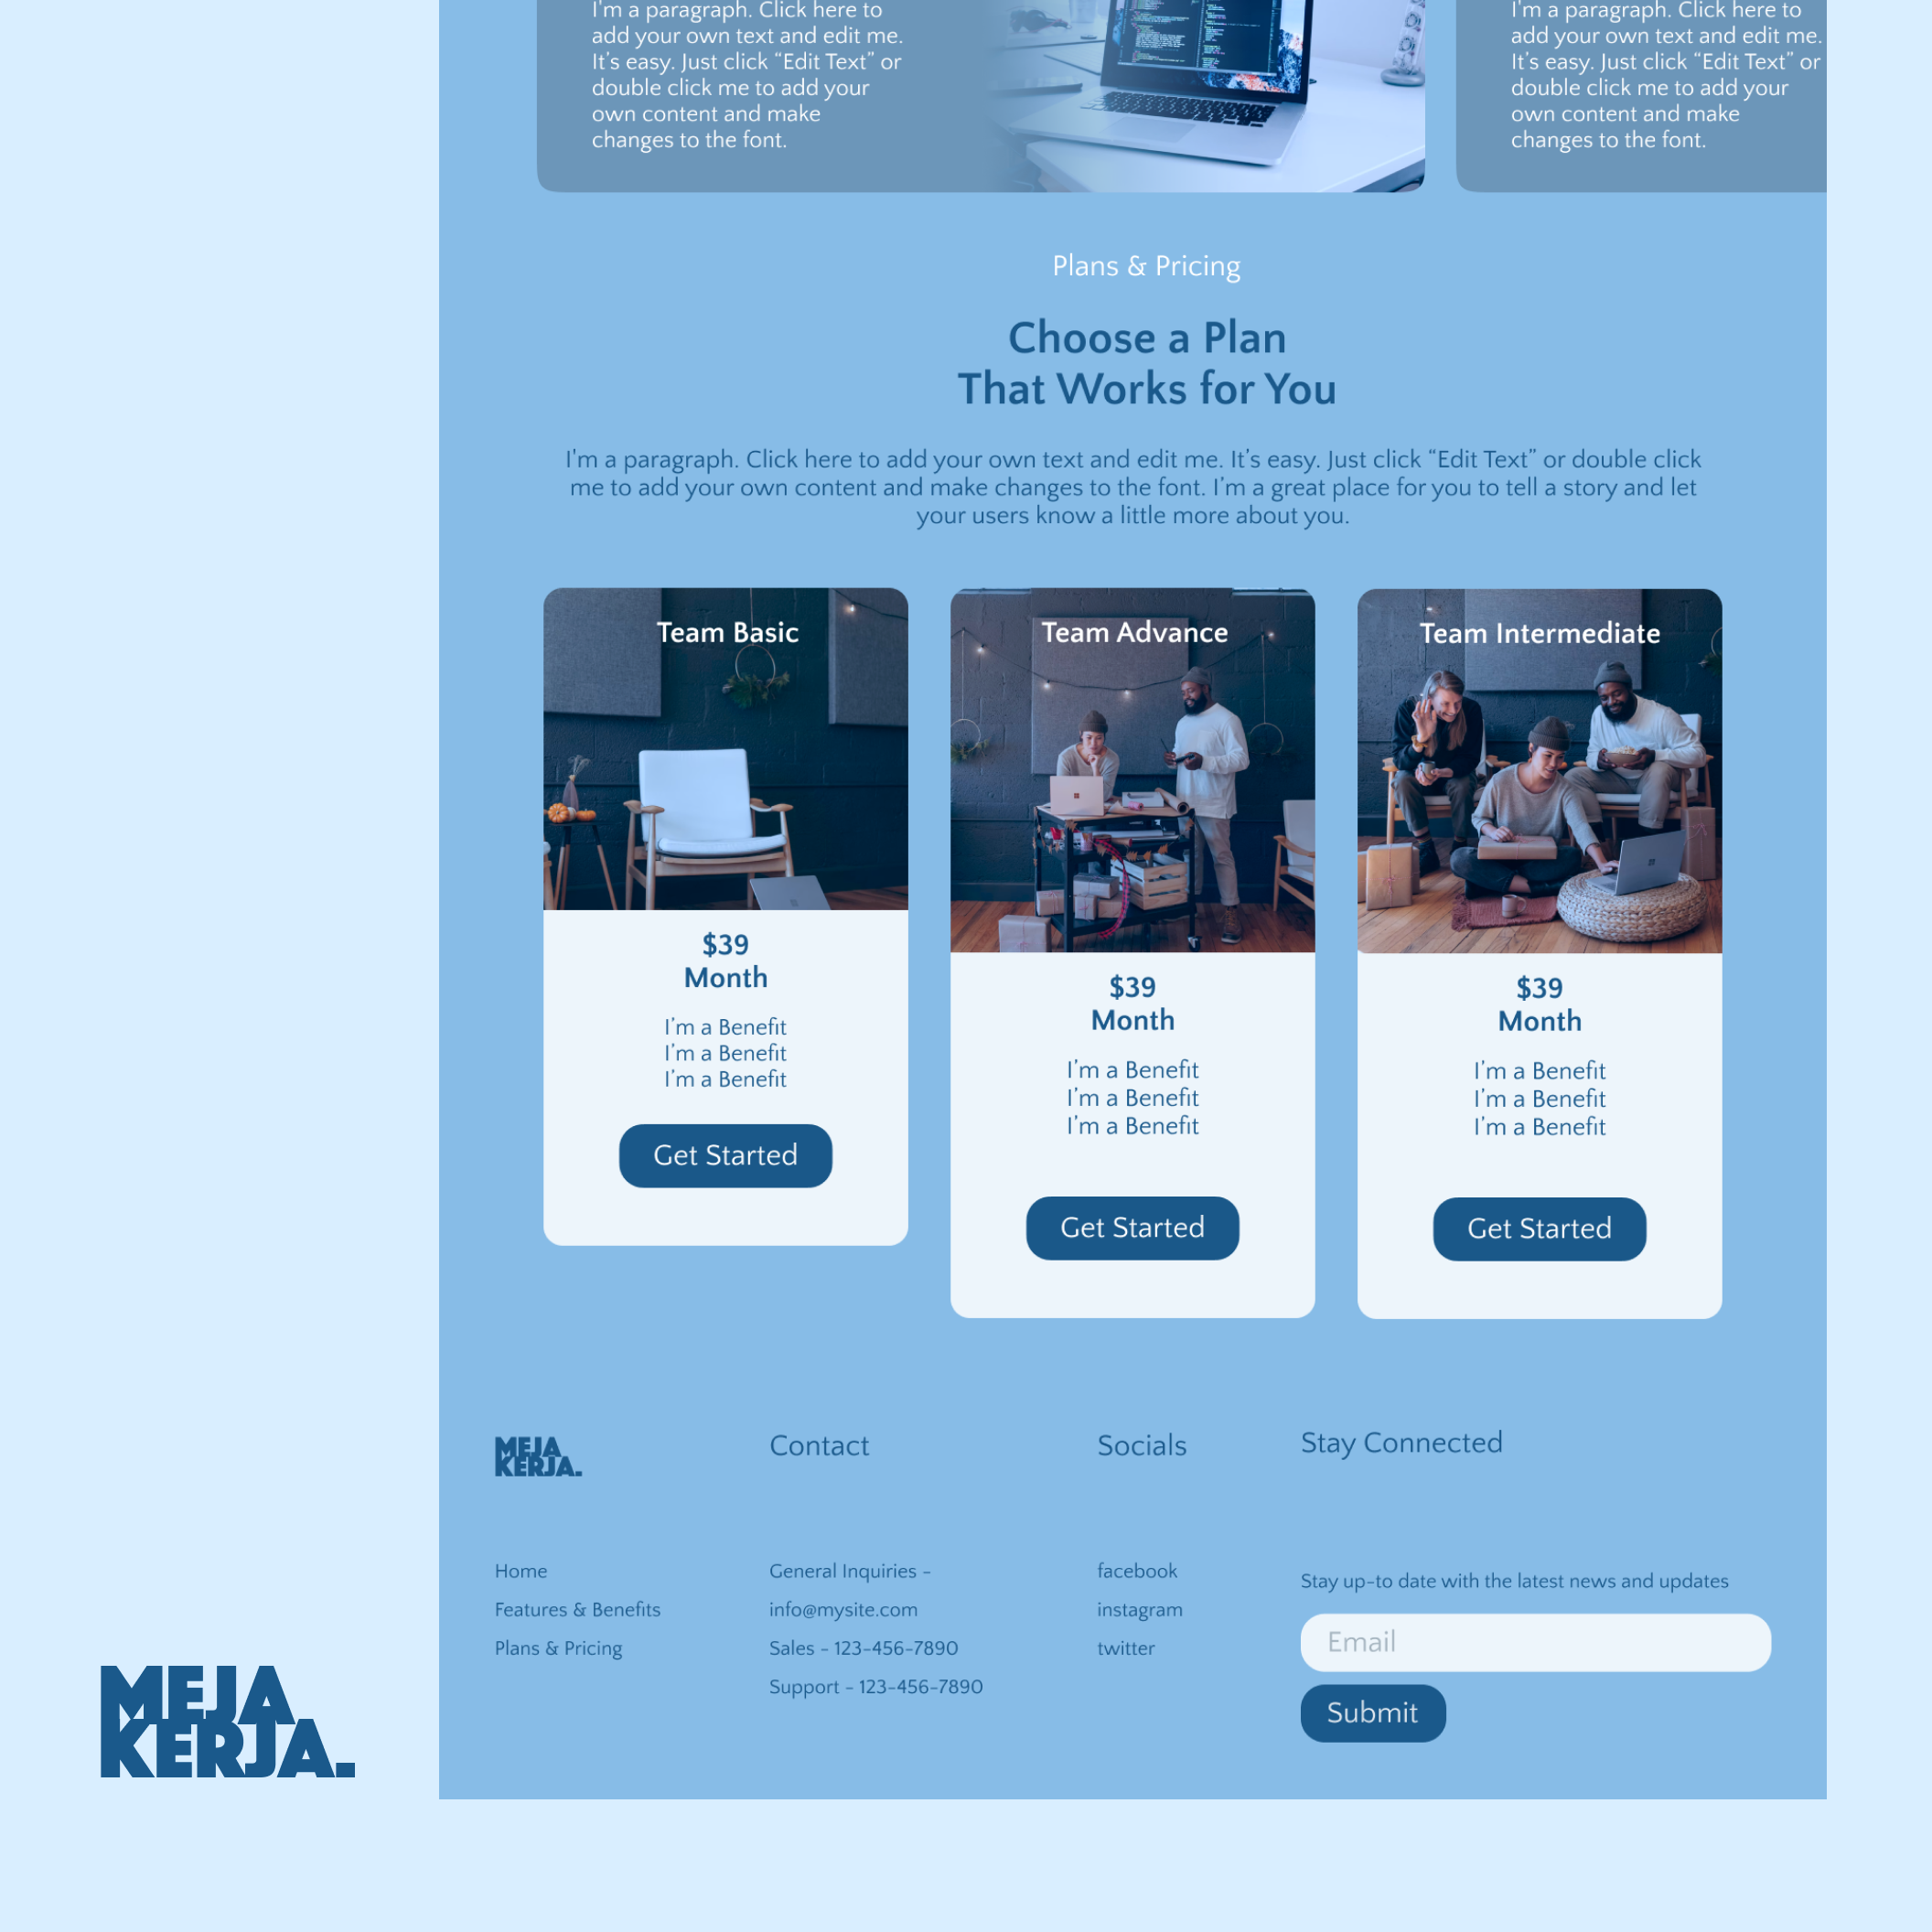 I'm a paragraph. Click here to
add your own text and edit me.
It’s easy. Just click “Edit Text” or
double click me to add your
own content and make
changes to the font.
I'm a paragraph. Click here to
add your own text and edit me.
It’s easy. Just click “Edit Text” or
double click me to add your
own content and make
changes to the font.
Plans & Pricing
Choose a Plan
That Works for You
I'm a paragraph. Click here to add your own text and edit me. It’s easy. Just click “Edit Text” or double click
me to add your own content and make changes to the font. I’m a great place for you to tell a story and let
your users know a little more about you.
Team Basic
$39
Month
I’m a Benefit
I’m a Benefit
I’m a Benefit
Get Started
Team Advance
$39
Month
I’m a Benefit
I’m a Benefit
I’m a Benefit
Get Started
Team Intermediate
$39
Month
I’m a Benefit
I’m a Benefit
I’m a Benefit
Get Started
MEJA
KERJA.
Home
Features & Benefits
Plans & Pricing
Contact
General Inquiries -
info@mysite.com
Sales - 123-456-7890
Support - 123-456-7890
Socials
facebook
instagram
twitter
Stay Connected
Stay up-to date with the latest news and updates
Email
Submit
MEJA
KERJA.